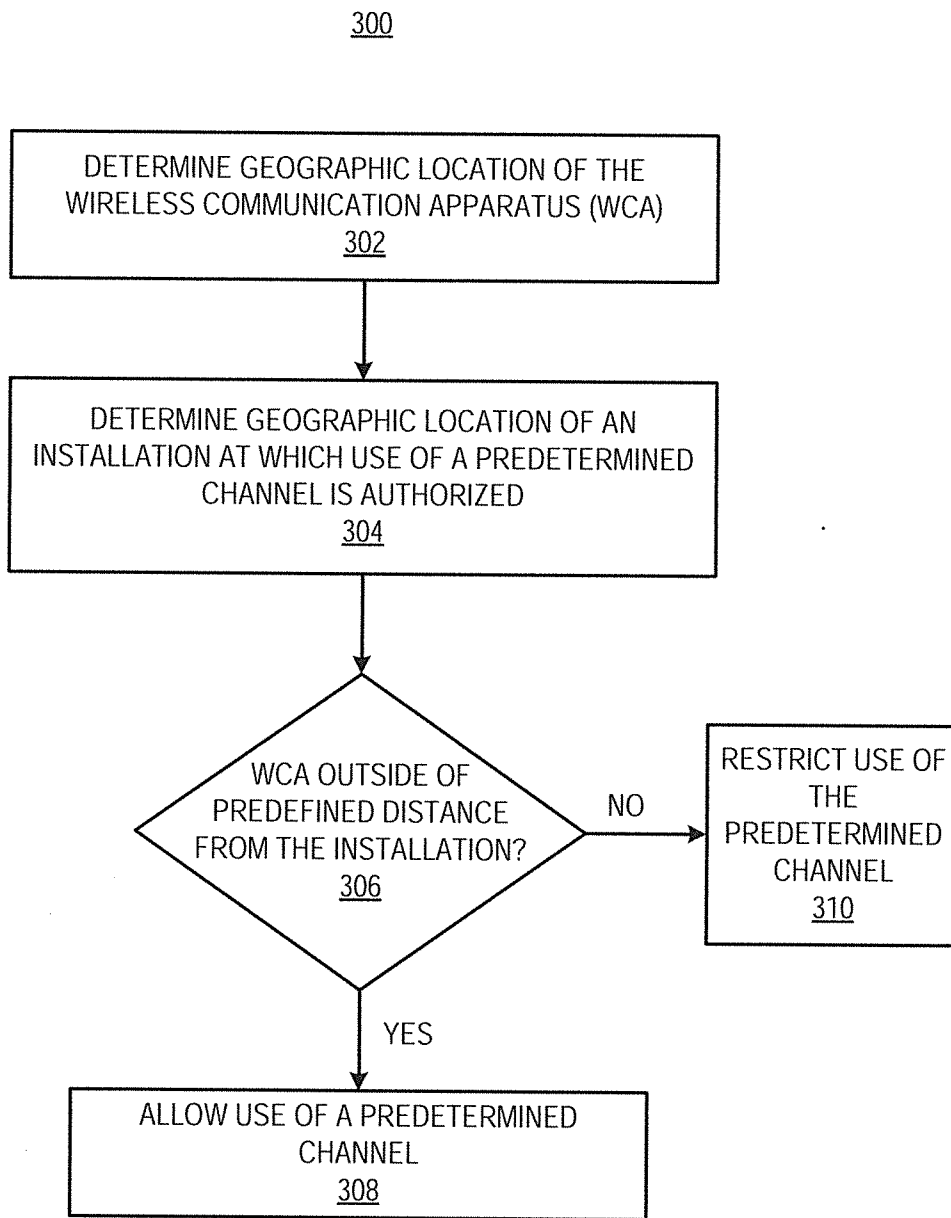 300
DETERMINE GEOGRAPHIC LOCATION OF THE
WIRELESS COMMUNICATION APPARATUS (WCA)
302
DETERMINE GEOGRAPHIC LOCATION OF AN
INSTALLATION AT WHICH USE OF A PREDETERMINED
CHANNEL IS AUTHORIZED
304
WCA OUTSIDE OF
PREDEFINED DISTANCE
FROM THE INSTALLATION?
306
NO
RESTRICT USE OF
THE
PREDETERMINED
CHANNEL
310
YES
ALLOW USE OF A PREDETERMINED
CHANNEL
308